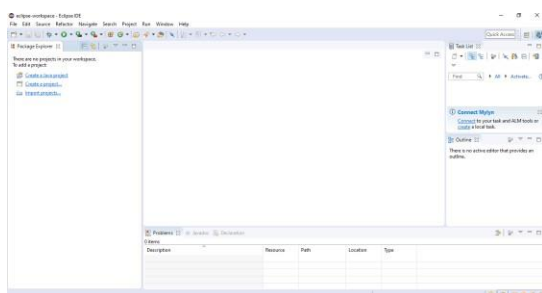 eclipse-workspace - Eclipse IDE
File Edit Source Refactor Navigate Search Project Run Window Help
Quick Access
Package Explorer
There are no projects in your workspace.
To add a project:
Create a Java project
Create a project...
Import projects...
Task List
Find
All
Activate...
Connect Mylyn
Connect to your task and ALM tools or
create a local task.
Outline
There is no active editor that provides an
outline.
Problems
Javadoc
Declaration
0 items
Description Resource Path Location Type